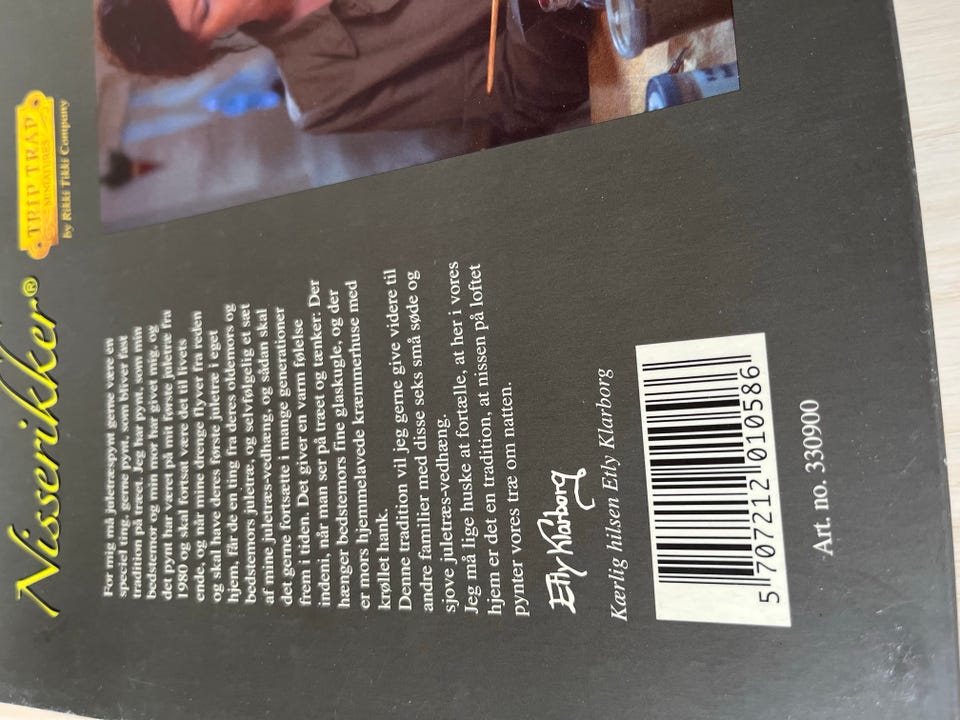 Nisserikker®
TRIP TRAP
MINIATURES
by Rikki Tikki Company
For mig må juletræspynt gerne være en
speciel ting, gerne pynt, som bliver fast
tradition på træet. Jeg har pynt, som min
bedstemor og min mor har givet mig, og
det pynt har været på mit første juletræ fra
1980 og skal fortsat være det til livets
ende, og når mine drenge flyver fra reden
og skal have deres første juletræ i eget
hjem, får de en ting fra deres oldemors og
bedstemors juletræ, og selvfølgelig et sæt
af mine juletræs-vedhæng, og sådan skal
det gerne fortsætte i mange generationer
frem i tiden. Det giver en varm følelse
indeni, når man ser på træet og tænker: Der
hænger bedstemors fine glaskugle, og der
er mors hjemmelavede kræmmerhuse med
krøllet hank.
Denne tradition vil jeg gerne give videre til
andre familier med disse seks små søde og
sjove juletræs-vedhæng.
Jeg må lige huske at fortælle, at her i vores
hjem er det en tradition, at nissen på loftet
pynter vores træ om natten.
Etly Klarborg
Kærlig hilsen Etly Klarborg
5 707212 010586
Art. no. 330900